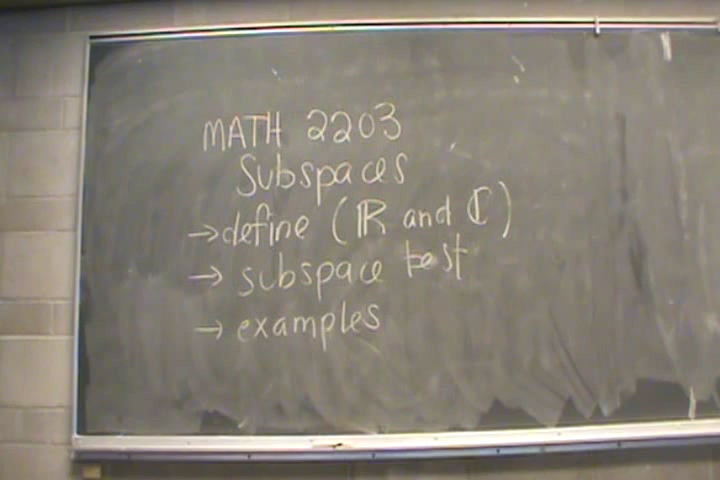 MATH 2203
Subspaces
→define (ℝ and ℂ)
→ subspace test
→ examples